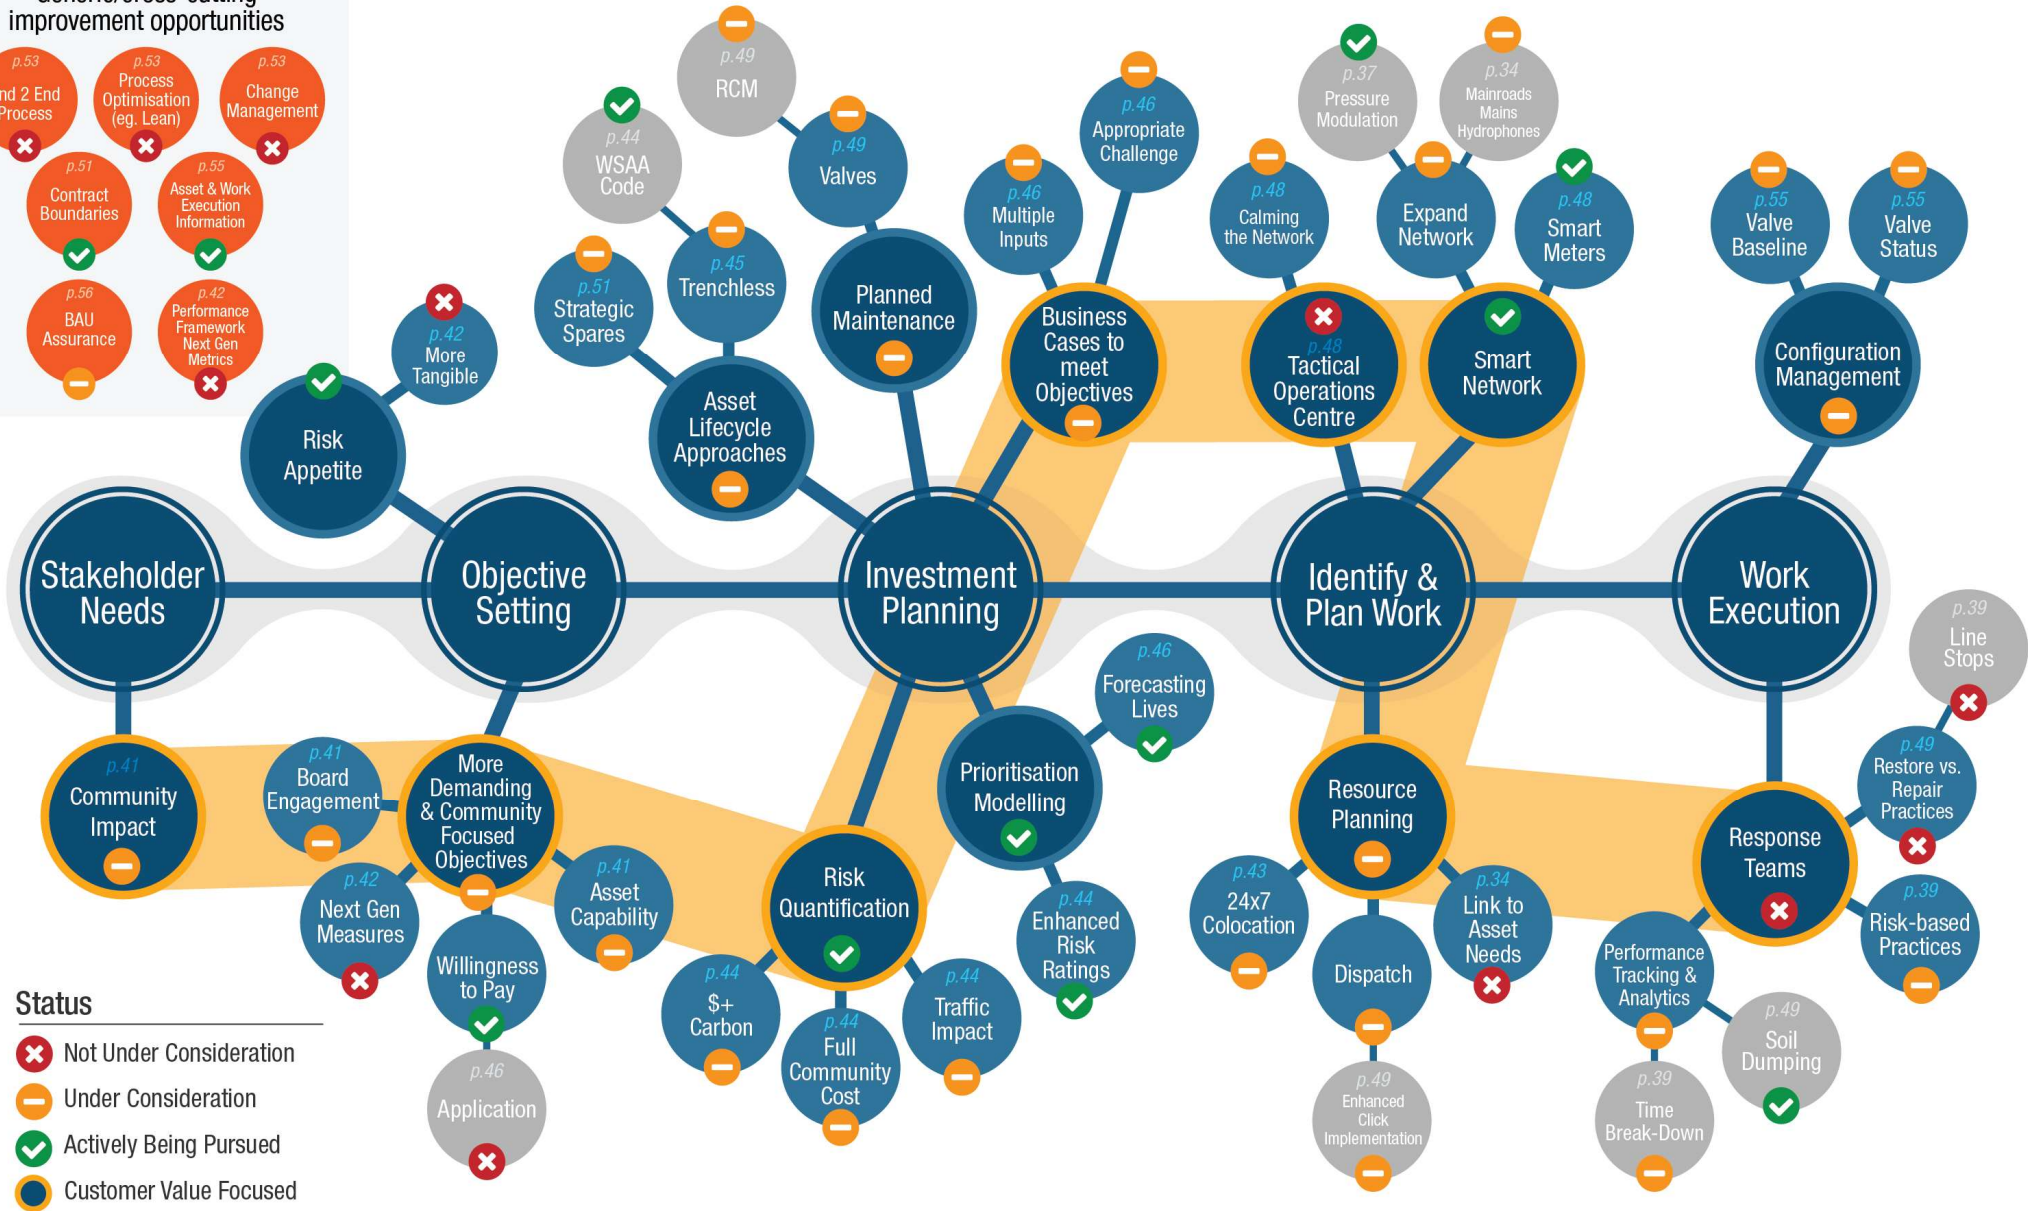 improvement opportunities
p.53
nd 2 End
Process
p.53
Process
Optimisation
(eg. Lean)
p.53
Change
Management
p.51
Contract
Boundaries
p.55
Asset & Work
Execution
Information
p.56
BAU
Assurance
p.42
Performance
Framework
Next Gen
Metrics
Risk
Appetite
p.42
More
Tangible
p.44
WSAA
Code
p.49
RCM
p.49
Valves
p.51
Strategic
Spares
p.45
Trenchless
Asset
Lifecycle
Approaches
Planned
Maintenance
p.46
Multiple
Inputs
p.46
Appropriate
Challenge
Business
Cases to
meet
Objectives
p.48
Calming
the Network
p.48
Tactical
Operations
Centre
p.37
Pressure
Modulation
p.34
Mainroads
Mains
Hydrophones
Expand
Network
p.48
Smart
Meters
Smart
Network
p.55
Valve
Baseline
p.55
Valve
Status
Configuration
Management
Stakeholder
Needs
Objective
Setting
Investment
Planning
Identify &
Plan Work
Work
Execution
p.41
Community
Impact
p.41
Board
Engagement
More
Demanding
& Community
Focused
Objectives
p.42
Next Gen
Measures
Willingness
to Pay
p.46
Application
p.41
Asset
Capability
Risk
Quantification
p.44
$+
Carbon
p.44
Full
Community
Cost
p.44
Traffic
Impact
Prioritisation
Modelling
p.46
Forecasting
Lives
p.44
Enhanced
Risk
Ratings
Resource
Planning
p.43
24x7
Colocation
Dispatch
p.49
Enhanced
Click
Implementation
p.34
Link to
Asset
Needs
Response
Teams
p.39
Line
Stops
p.49
Restore vs.
Repair
Practices
p.39
Risk-based
Practices
Performance
Tracking &
Analytics
p.49
Soil
Dumping
p.39
Time
Break-Down
Status
Not Under Consideration
Under Consideration
Actively Being Pursued
Customer Value Focused